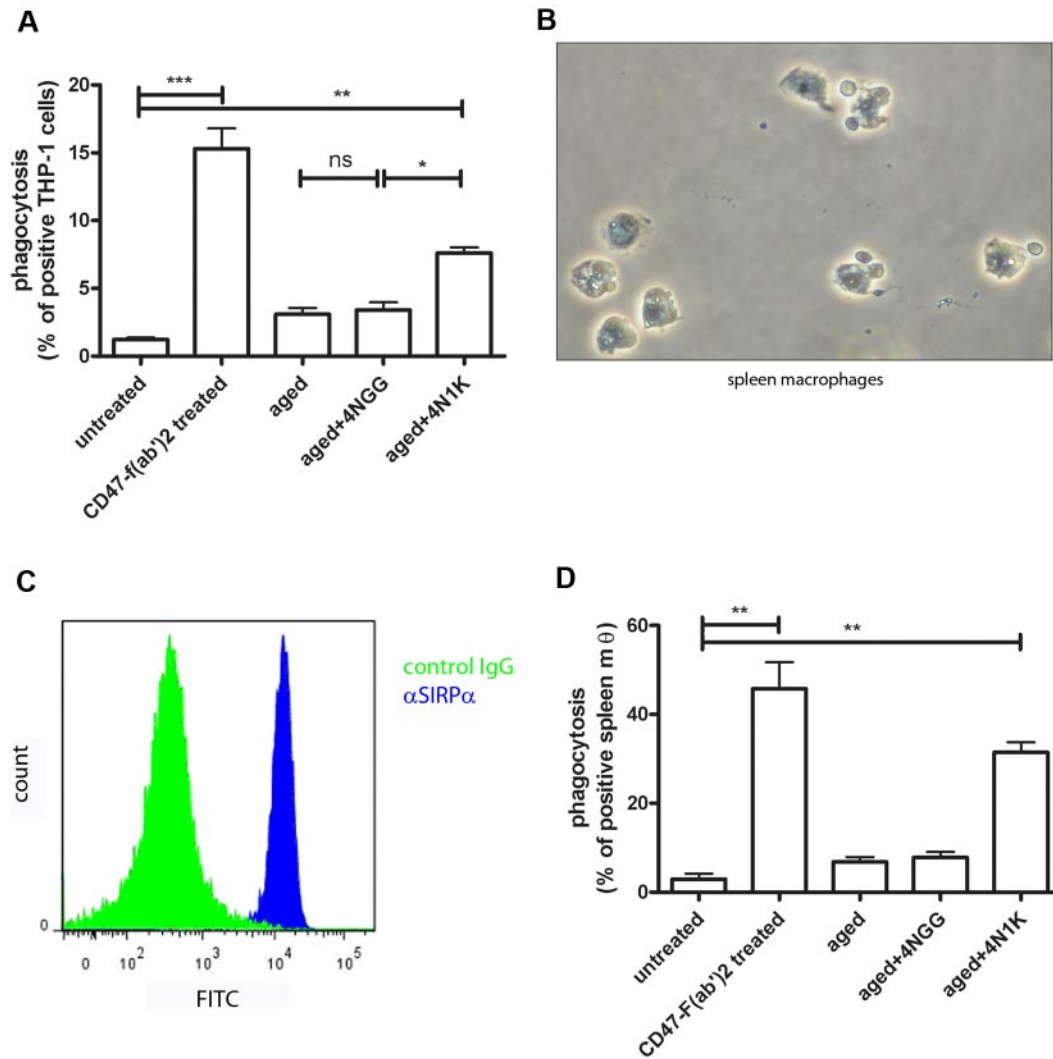 A
phagocytosis
(% of positive THP-1 cells)
20
15
10
5
0
***
**
ns
*
untreated
CD47-f(ab')2 treated
aged
aged+4NGG
aged+4N1K
B
spleen macrophages
C
count
0
control IgG
αSIRPα
0 10² 10³ 10⁴ 10⁵
FITC
D
phagocytosis
(% of positive spleen m θ)
60
40
20
0
**
**
untreated
CD47-F(ab')2 treated
aged
aged+4NGG
aged+4N1K